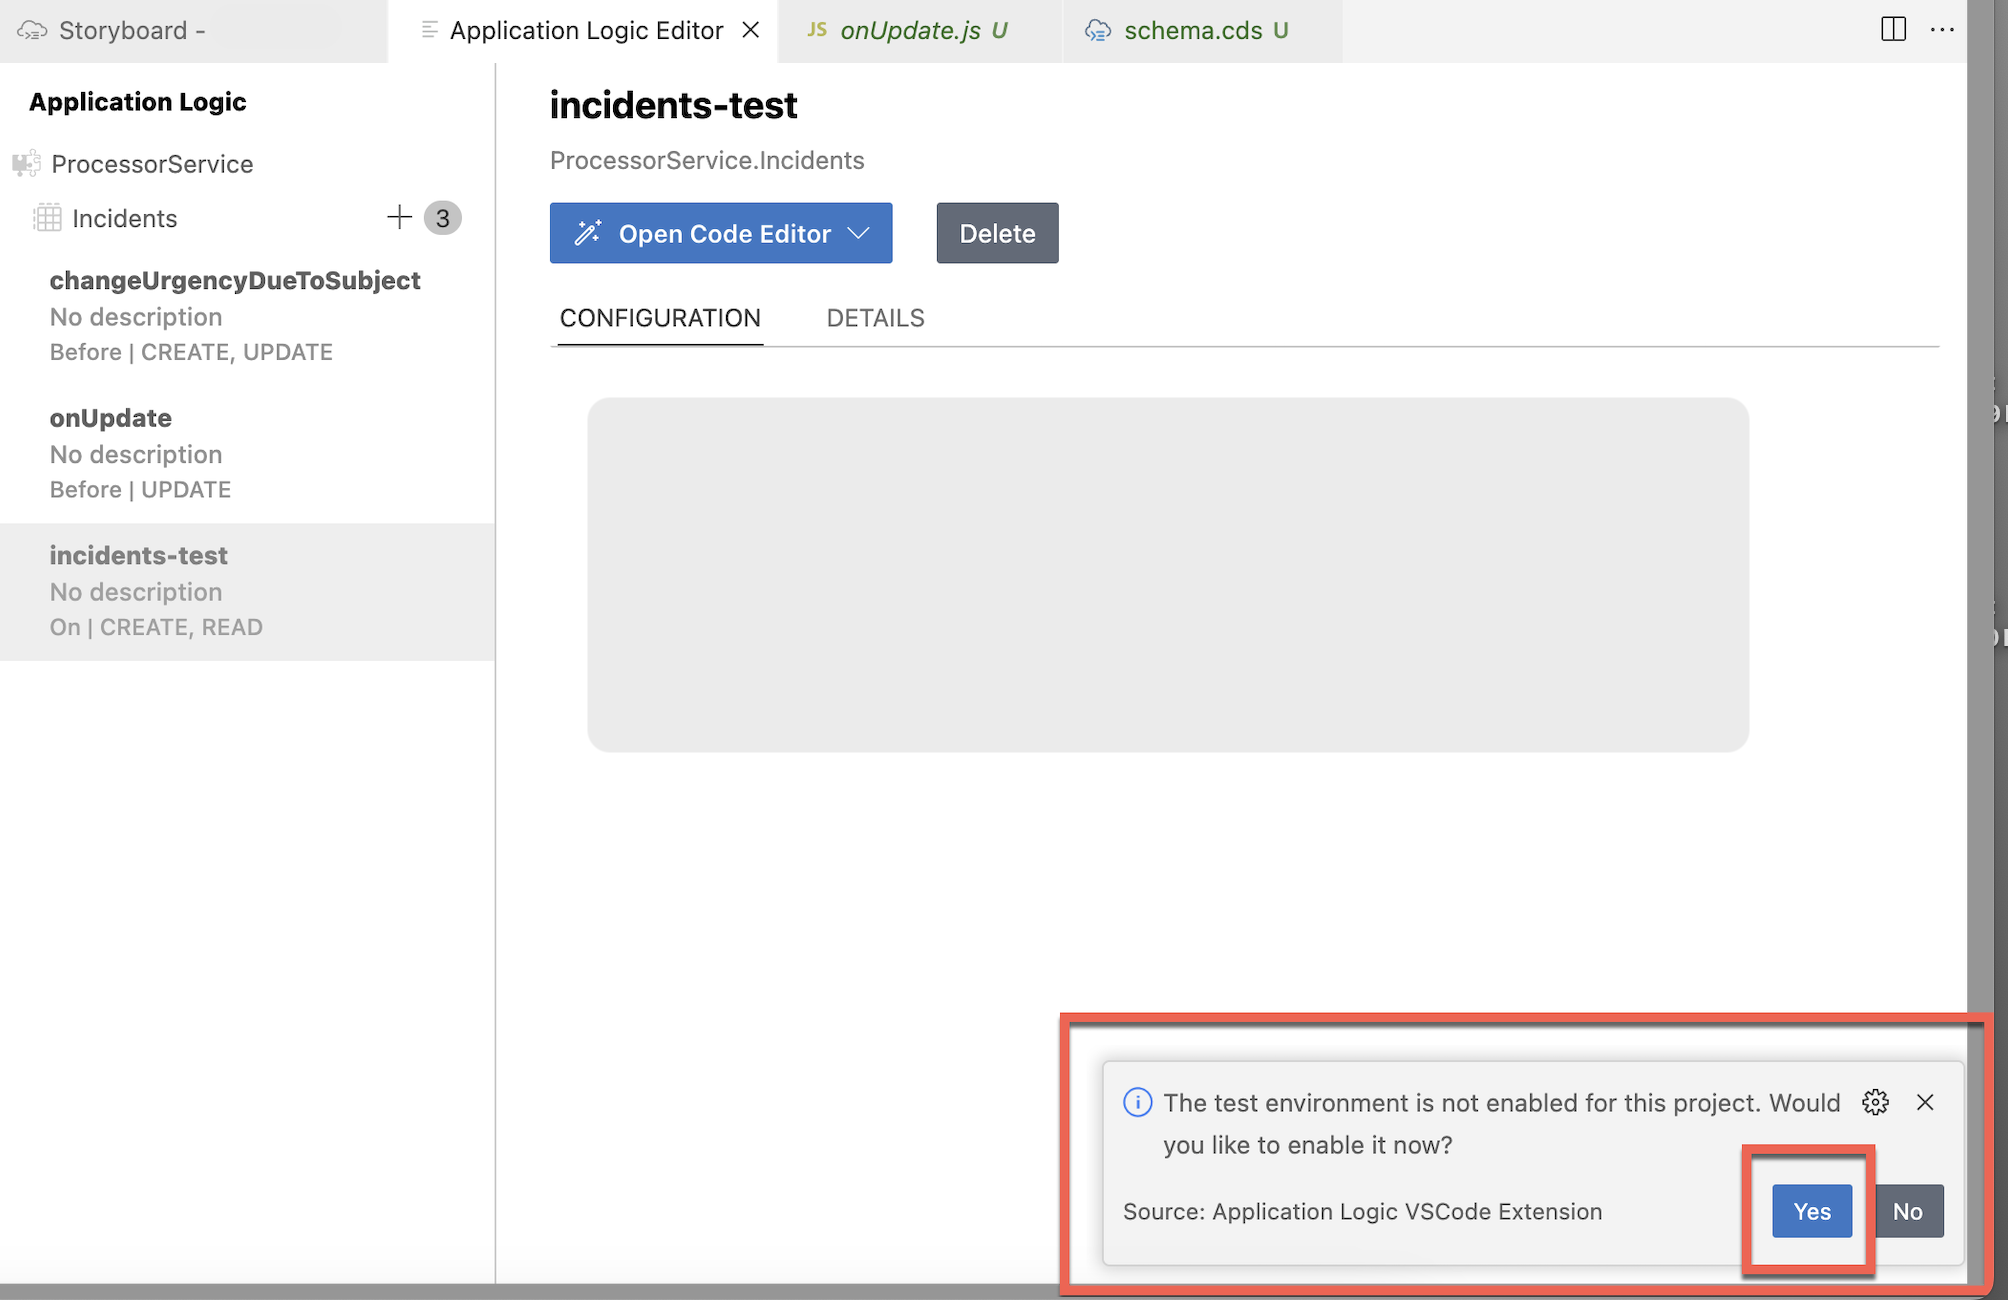 Storyboard -
Application Logic Editor
JS onUpdate.js U
schema.cds U
Application Logic
ProcessorService
Incidents
3
changeUrgencyDueToSubject
No description
Before | CREATE, UPDATE
onUpdate
No description
Before | UPDATE
incidents-test
No description
On | CREATE, READ
incidents-test
ProcessorService.Incidents
Open Code Editor
Delete
CONFIGURATION
DETAILS
The test environment is not enabled for this project. Would
you like to enable it now?
Source: Application Logic VSCode Extension
Yes
No